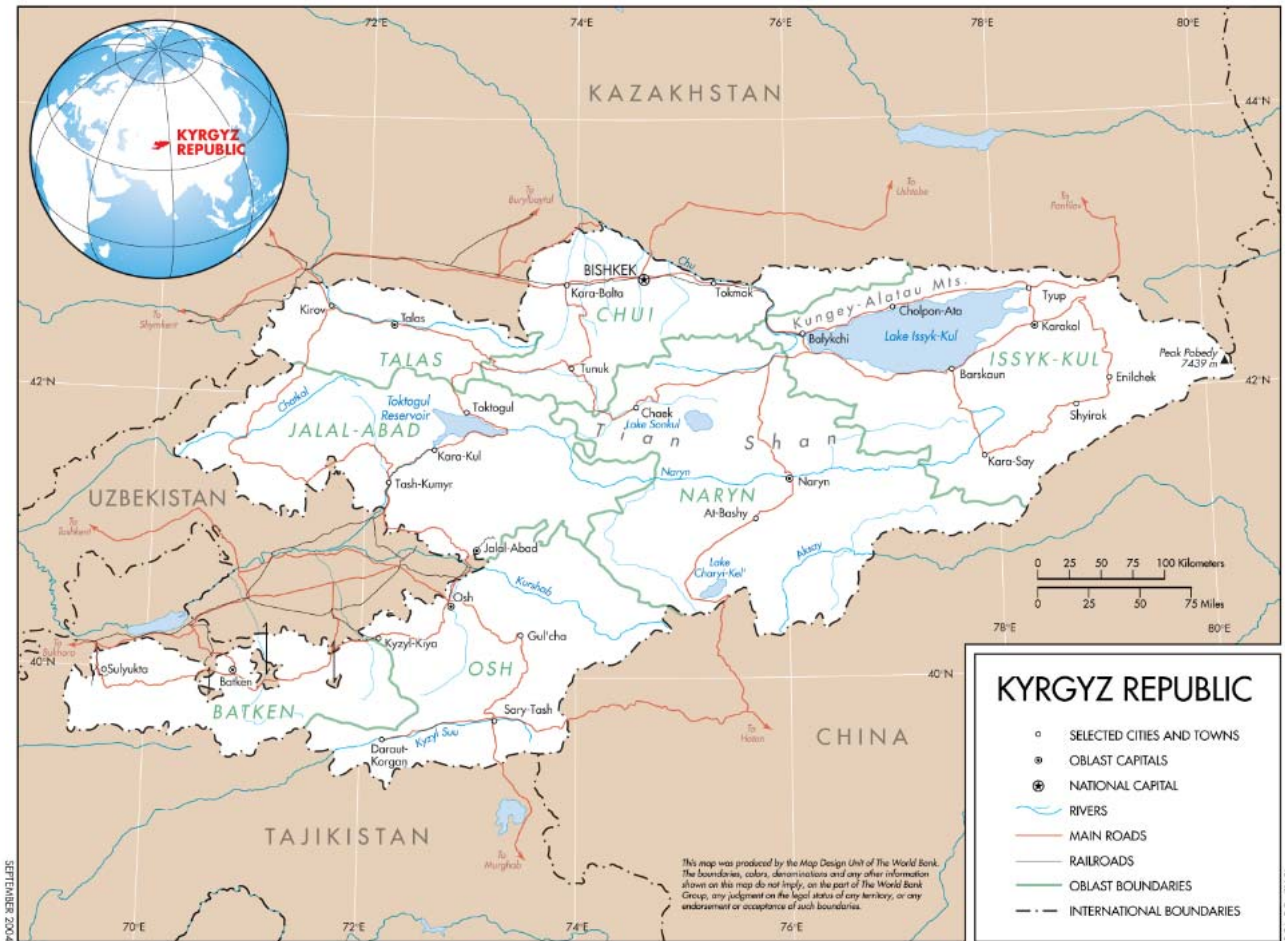 72°E
74°E
78°E
80°E
KAZAKHSTAN
44°N
KYRGYZ
REPUBLIC
To
Burylbaytal
To
Ushtobe
To
Panfilov
BISHKEK
Chu
Kara-Balta
Tokmok
Kungey-Alatau Mts.
Tyup
Kirov
Talas
CHUI
Cholpon-Ata
To
Shymkent
Balykchi
Lake Issyk-Kul
Karakol
TALAS
ISSYK-KUL
Peak Pobedy
7439 m
Tunuk
Barskaun
Enilchek
42°N
42°N
Chatkal
Toktogul
Reservoir
Toktogul
Chaek
Lake Sonkul
Shyirak
JALAL-ABAD
Tian Shan
Kara-Kul
Kara-Say
Tash-Kumyr
Naryn
Naryn
UZBEKISTAN
NARYN
At-Bashy
To
Tashkent
Jalal-Abad
Aksay
Kurshab
Lake
Charyi-Kel'
0 25 50 75 100 Kilometers
0 25 50 75 Miles
Osh
78°E
80°E
Gul'cha
Kyzyl-Kiya
To
Bukhara
40°N
Sulyukta
Batken
OSH
40°N
BATKEN
Sary-Tash
Kyzyl Suu
Daraut-
Korgan
To
Hotan
CHINA
TAJIKISTAN
To
Murghab
KYRGYZ REPUBLIC
SELECTED CITIES AND TOWNS
OBLAST CAPITALS
NATIONAL CAPITAL
RIVERS
MAIN ROADS
RAILROADS
OBLAST BOUNDARIES
INTERNATIONAL BOUNDARIES
This map was produced by the Map Design Unit of The World Bank.
The boundaries, colors, denominations and any other information
shown on this map do not imply, on the part of The World Bank
Group, any judgment on the legal status of any territory, or any
endorsement or acceptance of such boundaries.
70°E
72°E
74°E
76°E
SEPTEMBER 2004